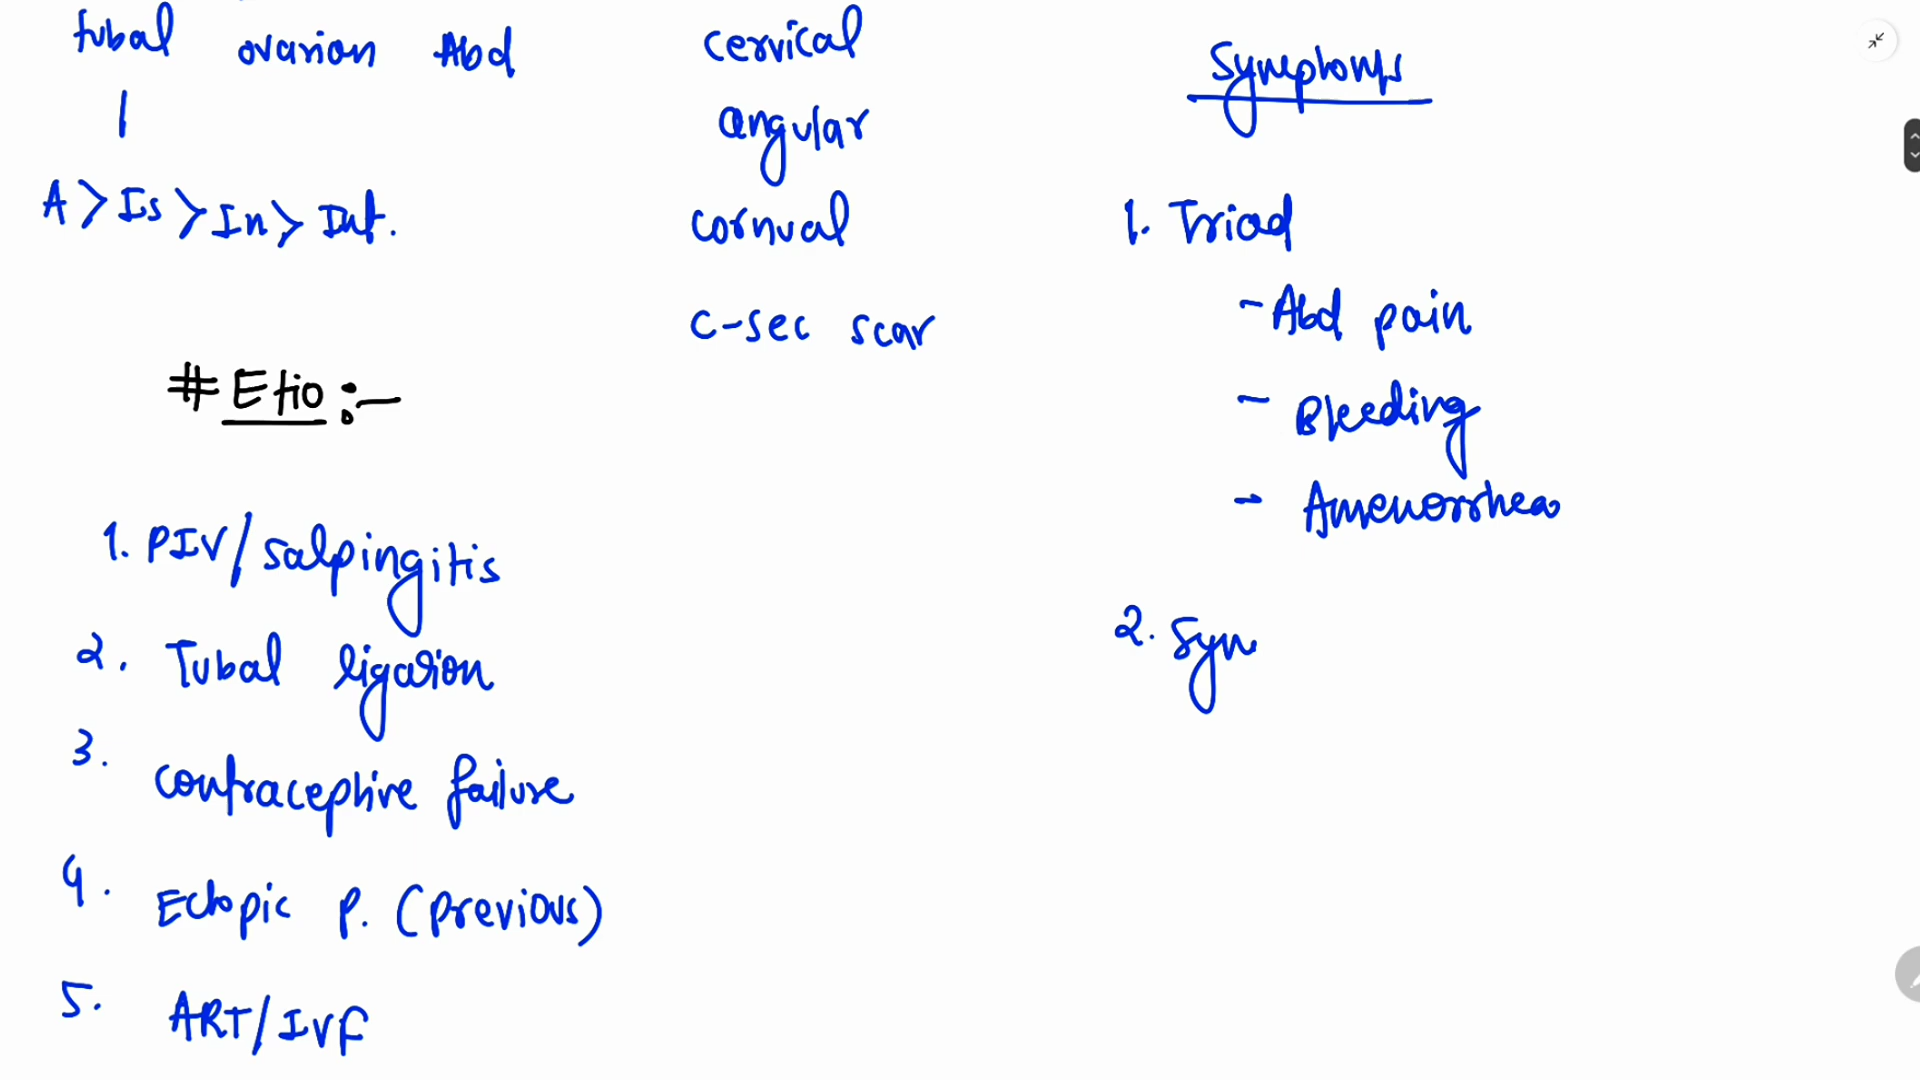 tubal ovarian Abd
A > Is > In > Int.
cervical
angular
cornual
c-sec scar
# Etio :-
1. PIV/salpingitis
2. Tubal ligation
3. contraceptive failure
4. Ectopic P. (previous)
5. ART/IVF
Symptoms
1. Triad
- Abd pain
- Bleeding
- Amenorrhea
2. Syn